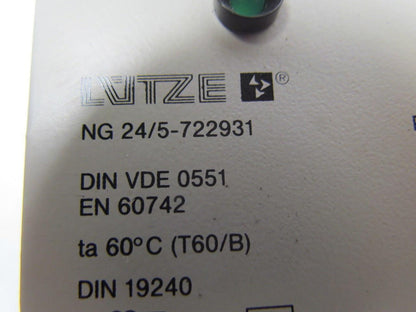 LÜTZE ®
NG 24/5-722931
DIN VDE 0551
EN 60742
ta 60°C (T60/B)
DIN 19240